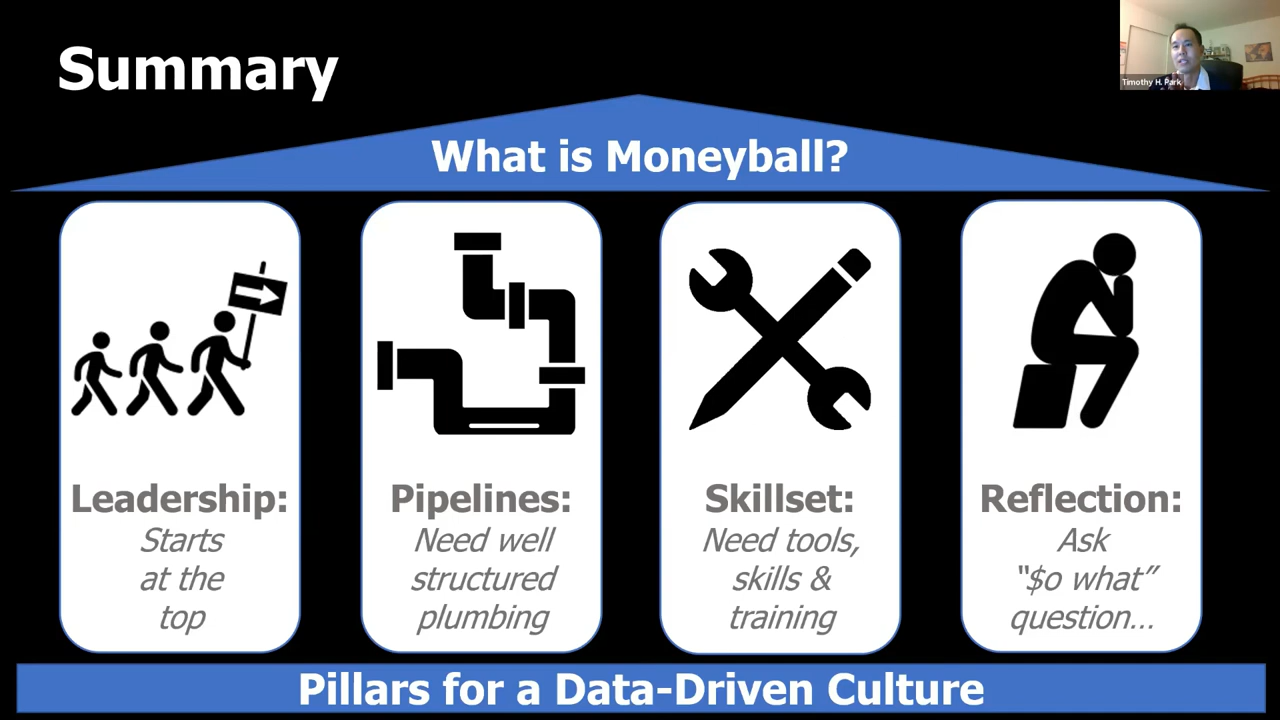 Summary
Timothy H. Park
What is Moneyball?
Leadership:
Starts
at the
top
Pipelines:
Need well
structured
plumbing
Skillset:
Need tools,
skills &
training
Reflection:
Ask
“$o what”
question...
Pillars for a Data-Driven Culture